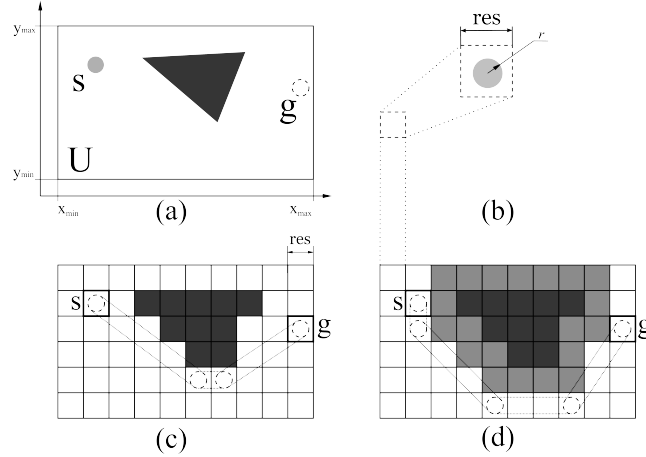 y_max
s
g
U
y_min
x_min
x_max
(a)
res
r
(b)
res
s
g
(c)
s
g
(d)